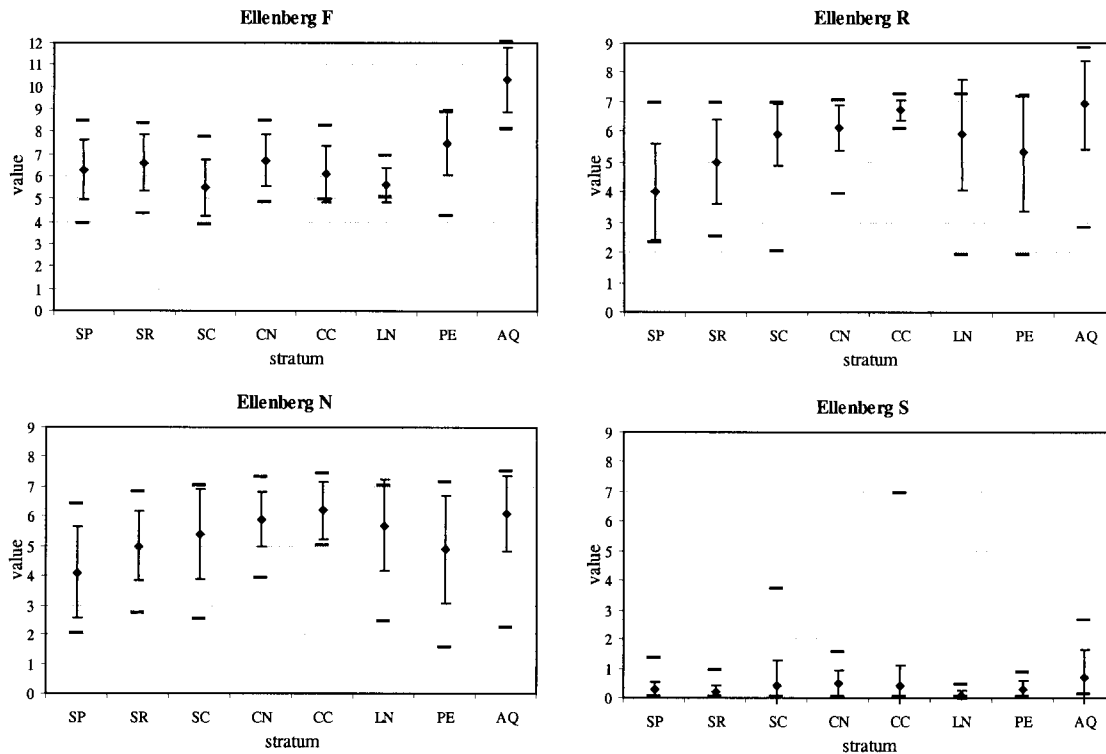 Ellenberg F
12
11
10
9
8
7
6
5
4
3
2
1
0
value
SP SR SC CN CC LN PE AQ
stratum
Ellenberg R
9
8
7
6
5
4
3
2
1
0
value
SP SR SC CN CC LN PE AQ
stratum
Ellenberg N
9
8
7
6
5
4
3
2
1
0
value
SP SR SC CN CC LN PE AQ
stratum
Ellenberg S
9
8
7
6
5
4
3
2
1
0
value
SP SR SC CN CC LN PE AQ
stratum